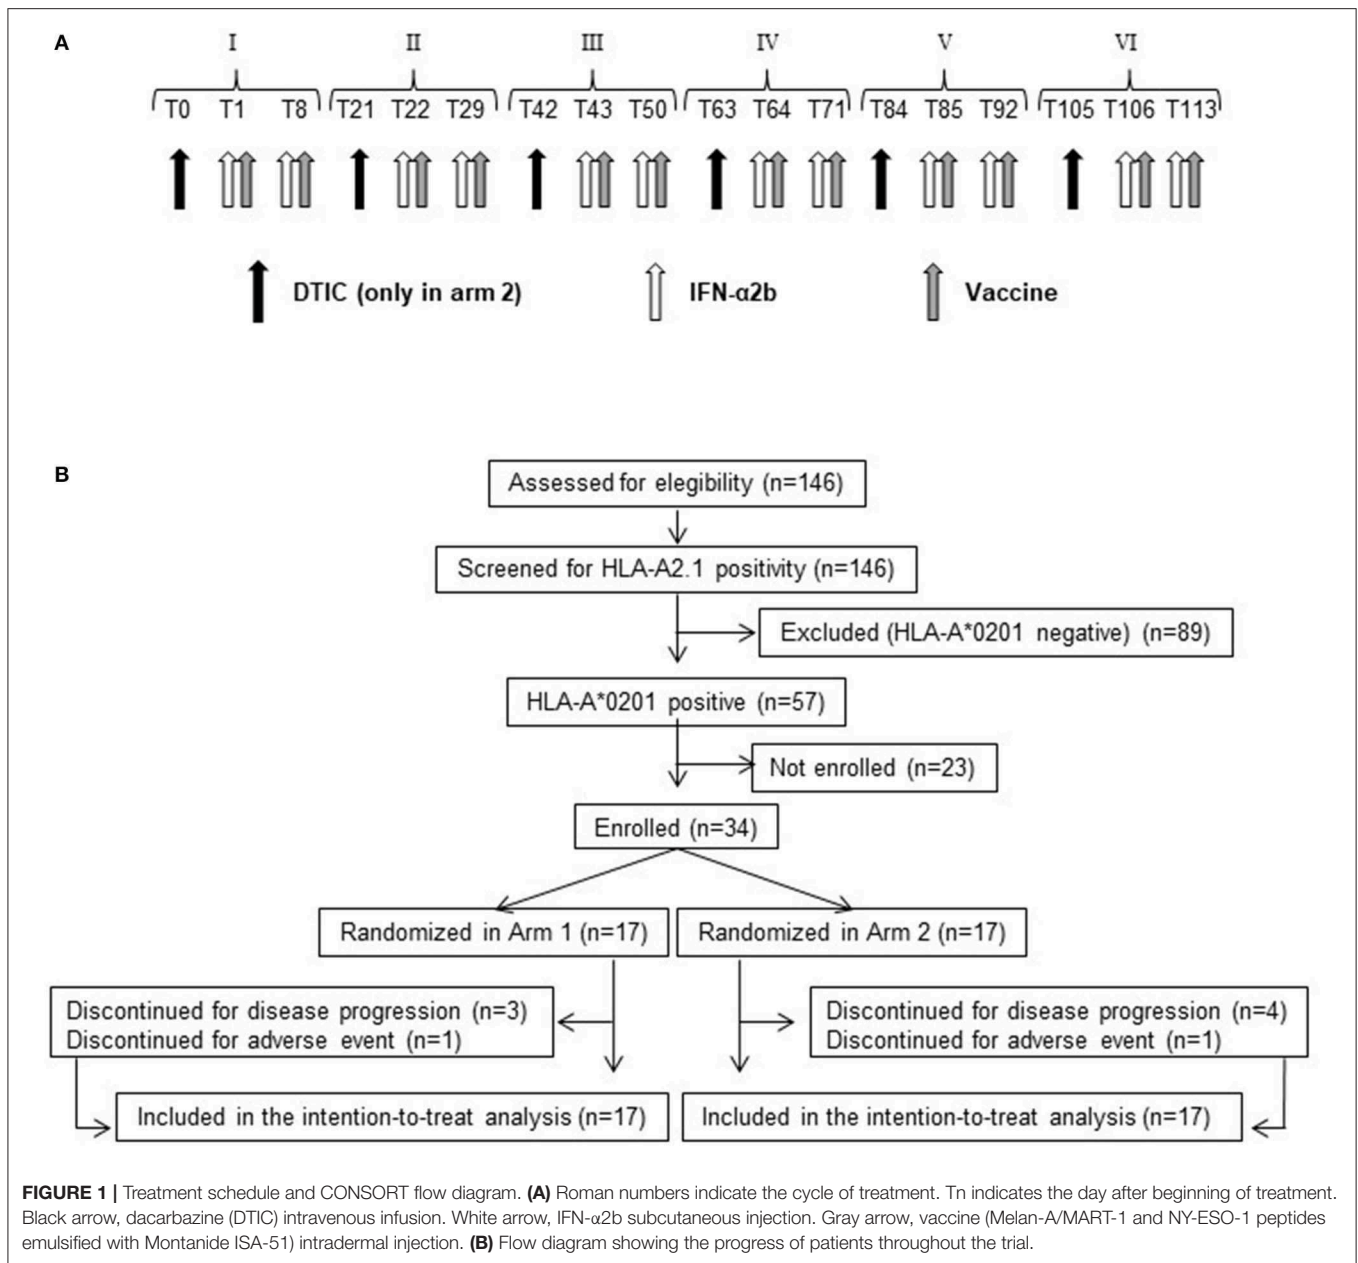 A
I II III IV V VI
T0 T1 T8 T21 T22 T29 T42 T43 T50 T63 T64 T71 T84 T85 T92 T105 T106 T113
DTIC (only in arm 2) IFN-α2b Vaccine
B
Assessed for elegibility (n=146)
Screened for HLA-A2.1 positivity (n=146)
Excluded (HLA-A*0201 negative) (n=89)
HLA-A*0201 positive (n=57)
Not enrolled (n=23)
Enrolled (n=34)
Randomized in Arm 1 (n=17) Randomized in Arm 2 (n=17)
Discontinued for disease progression (n=3)
Discontinued for adverse event (n=1)
Discontinued for disease progression (n=4)
Discontinued for adverse event (n=1)
Included in the intention-to-treat analysis (n=17) Included in the intention-to-treat analysis (n=17)
FIGURE 1 | Treatment schedule and CONSORT flow diagram. (A) Roman numbers indicate the cycle of treatment. Tn indicates the day after beginning of treatment.
Black arrow, dacarbazine (DTIC) intravenous infusion. White arrow, IFN-α2b subcutaneous injection. Gray arrow, vaccine (Melan-A/MART-1 and NY-ESO-1 peptides
emulsified with Montanide ISA-51) intradermal injection. (B) Flow diagram showing the progress of patients throughout the trial.